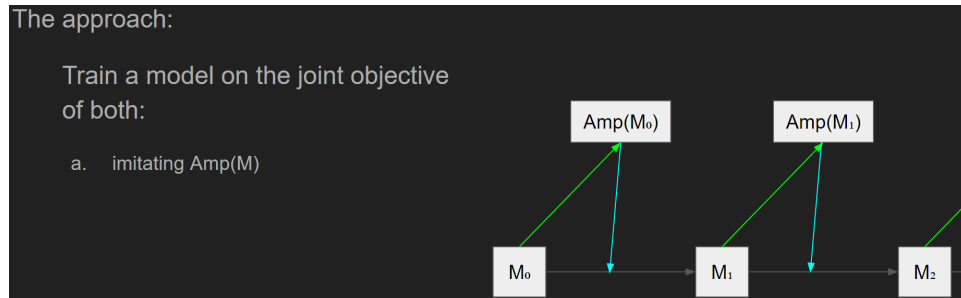 The approach:
Train a model on the joint objective
of both:
a. imitating Amp(M)
Amp(M₀)
Amp(M₁)
M₀
M₁
M₂